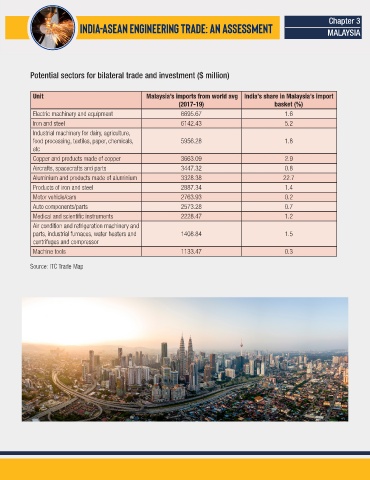 INDIA-ASEAN ENGINEERING TRADE: AN ASSESSMENT
Chapter 3
MALAYSIA
Potential sectors for bilateral trade and investment ($ million)
Unit Malaysia's imports from world avg India's share in Malaysia's import
(2017-19) basket (%)
Electric machinery and equipment 6895.67 1.6
Iron and steel 6142.43 5.2
Industrial machinery for dairy, agriculture,
food processing, textiles, paper, chemicals, 5956.28 1.8
etc
Copper and products made of copper 3663.09 2.9
Aircrafts, spacecrafts and parts 3447.32 0.8
Aluminium and products made of aluminium 3328.38 22.7
Products of iron and steel 2987.34 1.4
Motor vehicle/cars 2763.93 0.2
Auto components/parts 2573.28 0.7
Medical and scientific instruments 2228.47 1.2
Air condition and refrigeration machinery and
parts, industrial furnaces, water heaters and 1408.84 1.5
centrifuges and compressor
Machine tools 1133.47 0.3
Source: ITC Trade Map